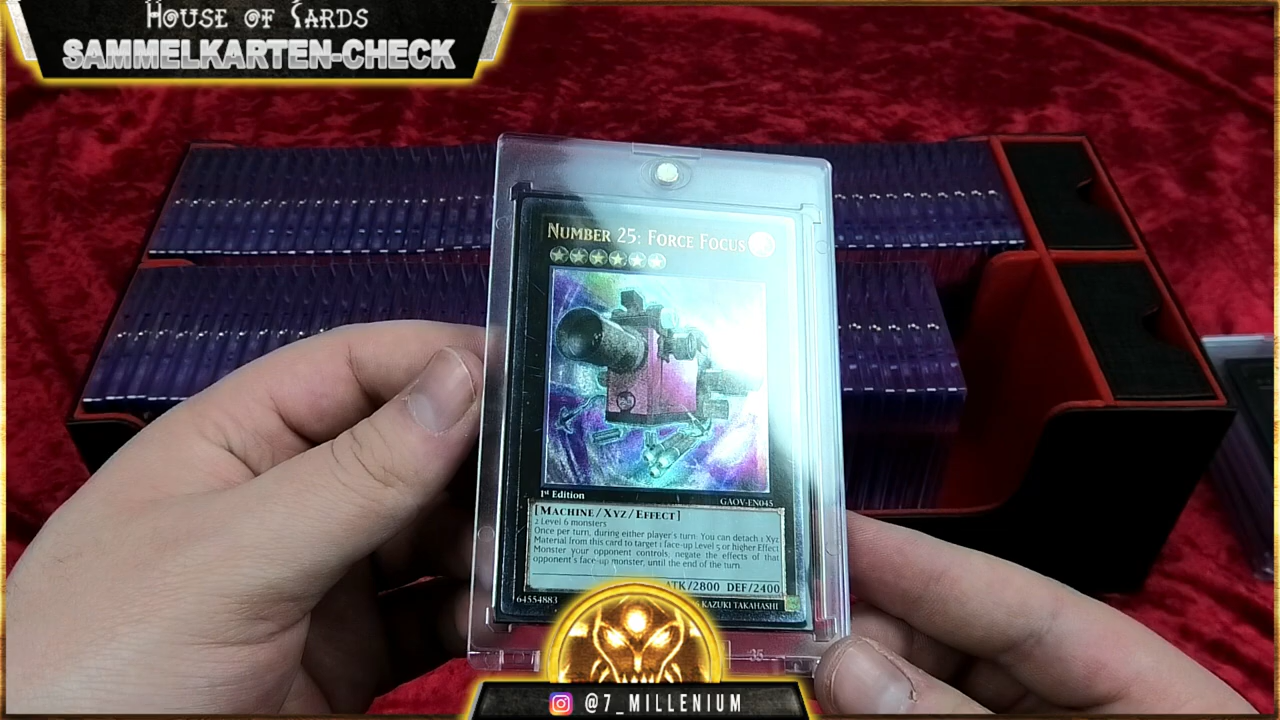 HOUSE OF CARDS
SAMMELKARTEN-CHECK
NUMBER 25: FORCE FOCUS
1st Edition
GAOV-EN045
[MACHINE/XYZ/EFFECT]
2 Level 6 monsters
Once per turn, during either player's turn: You can detach 1 Xyz
Material from this card to target 1 face-up Level 5 or higher Effect
Monster your opponent controls; negate the effects of that
opponent's face-up monster, until the end of the turn.
ATK/2800 DEF/2400
64554883
KAZUKI TAKAHASHI
35
@7_MILLENIUM